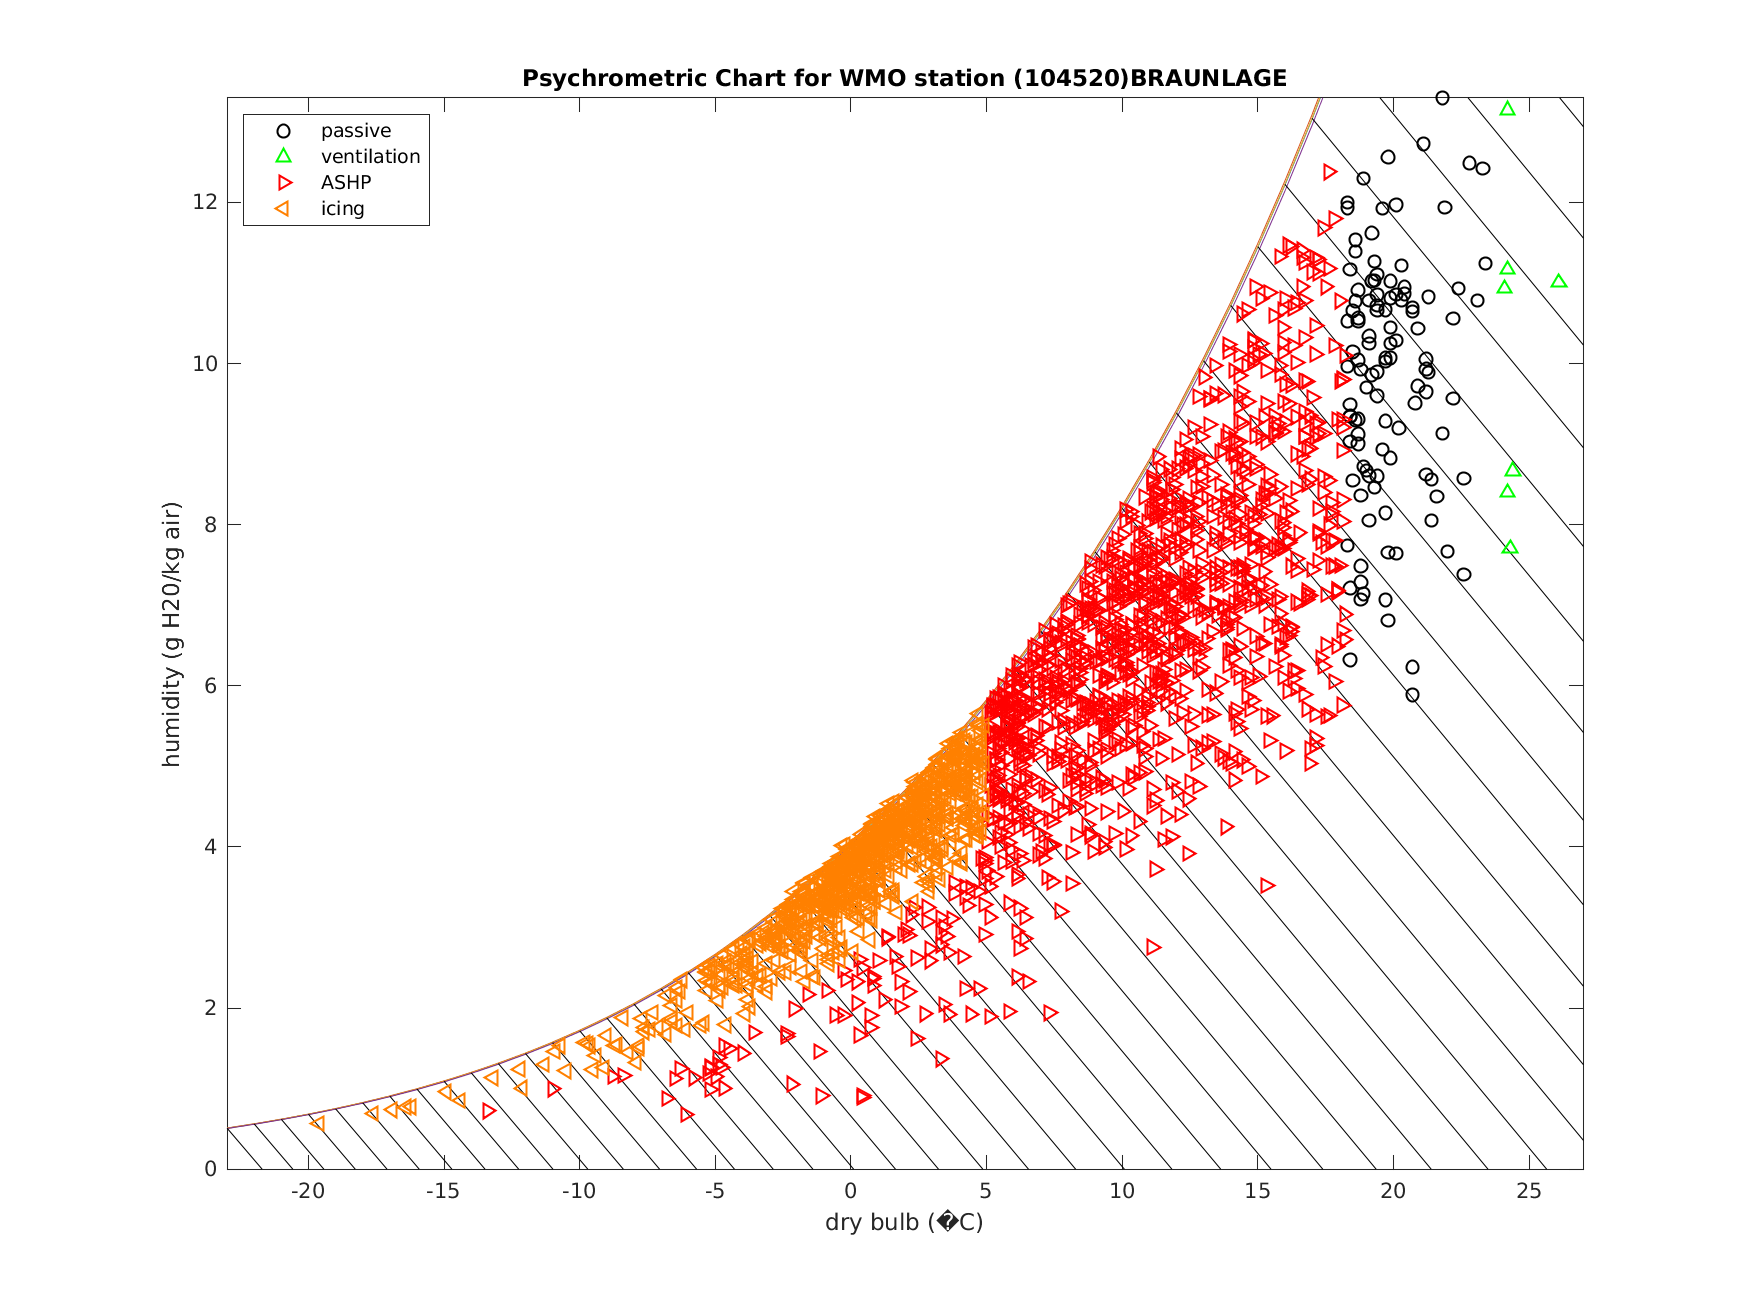 Psychrometric Chart for WMO station (104520)BRAUNLAGE
passive
ventilation
ASHP
icing
12
10
8
6
4
2
0
humidity (g H20/kg air)
-20 -15 -10 -5 0 5 10 15 20 25
dry bulb (�C)